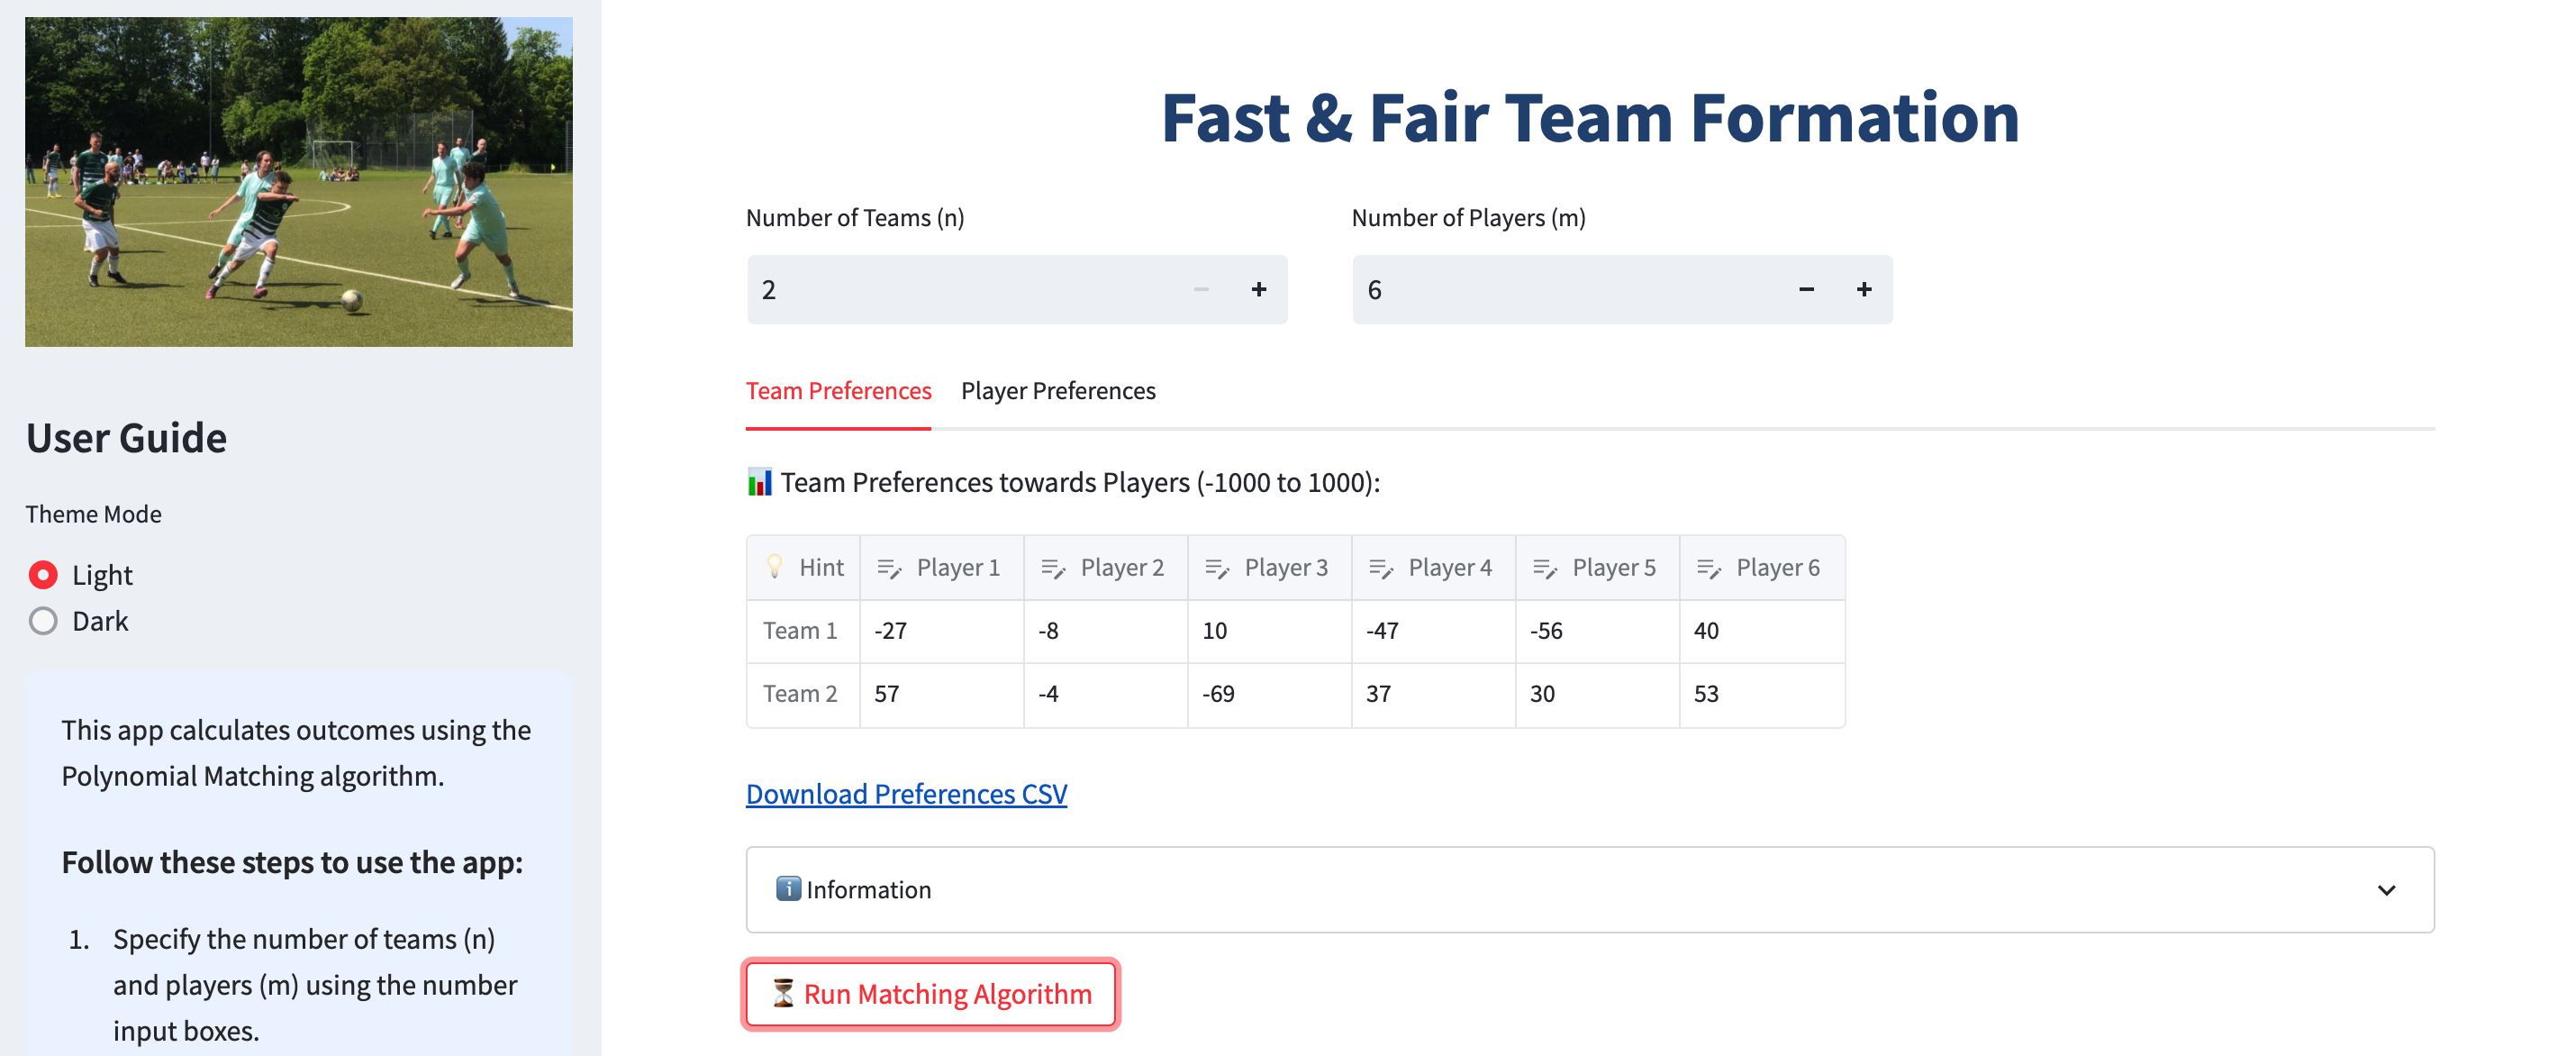 User Guide
Theme Mode
Light
Dark
This app calculates outcomes using the
Polynomial Matching algorithm.
Follow these steps to use the app:
1. Specify the number of teams (n)
and players (m) using the number
input boxes.
Fast & Fair Team Formation
Number of Teams (n) Number of Players (m)
2 − + 6 − +
Team Preferences Player Preferences
📊 Team Preferences towards Players (-1000 to 1000):
💡 Hint Player 1 Player 2 Player 3 Player 4 Player 5 Player 6
Team 1 -27 -8 10 -47 -56 40
Team 2 57 -4 -69 37 30 53
Download Preferences CSV
ℹ️ Information
⏳ Run Matching Algorithm